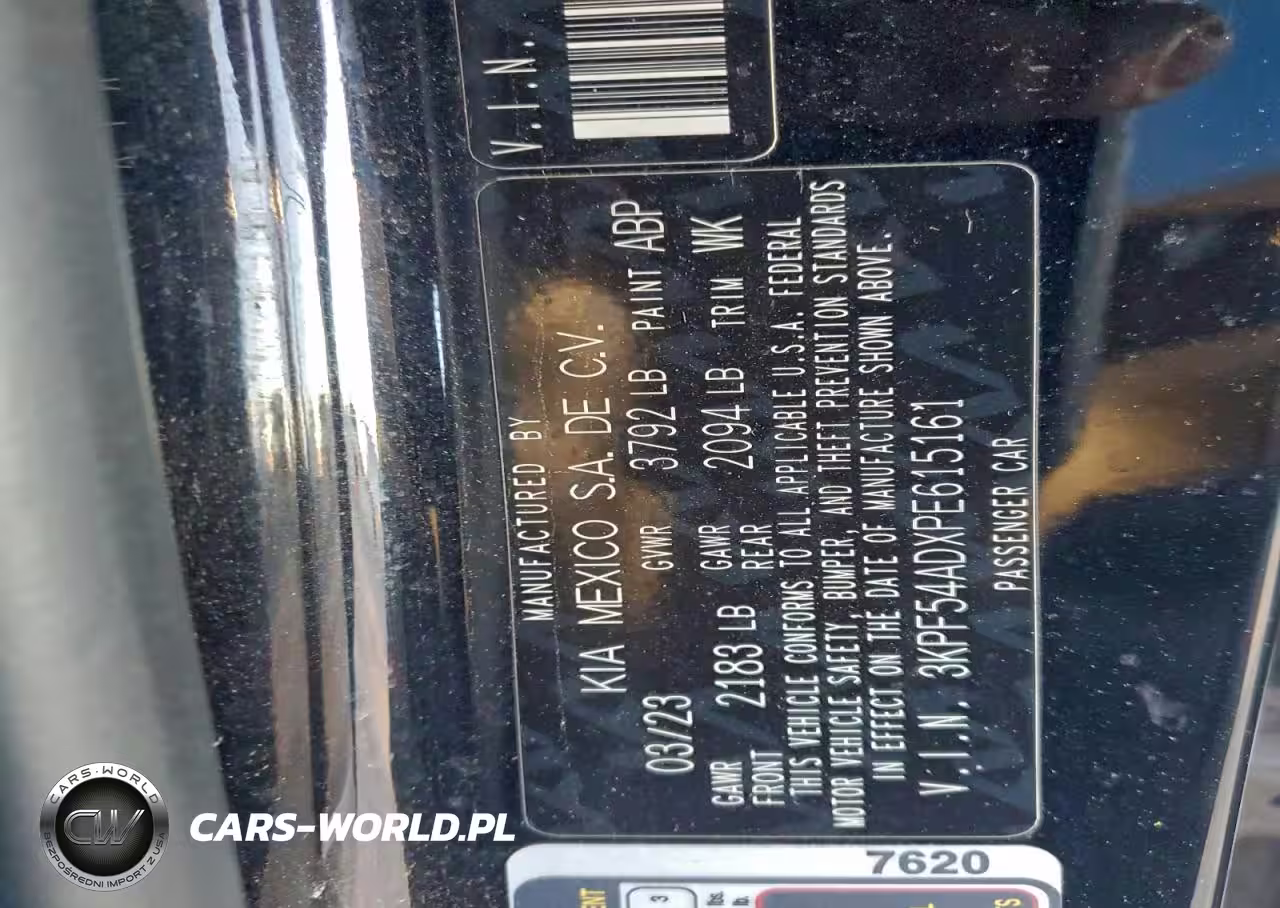 V.I.N.
MANUFACTURED BY
KIA MEXICO S.A. DE C.V.
03/23 GVWR 3792 LB PAINT ABP
GAWR FRONT 2183 LB GAWR REAR 2094 LB TRIM WK
THIS VEHICLE CONFORMS TO ALL APPLICABLE U.S.A. FEDERAL
MOTOR VEHICLE SAFETY, BUMPER, AND THEFT PREVENTION STANDARDS
IN EFFECT ON THE DATE OF MANUFACTURE SHOWN ABOVE.
V.I.N. 3KPF54ADXPE615161
PASSENGER CAR
7620
3
lbs.
CARS-WORLD
CW
BEZPOŚREDNI IMPORT Z USA
CARS-WORLD.PL